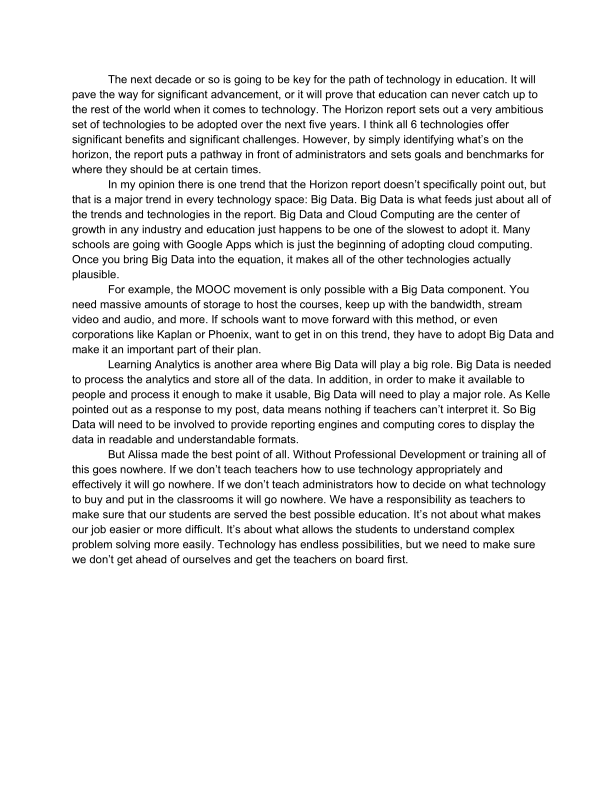 The next decade or so is going to be key for the path of technology in education. It will
pave the way for significant advancement, or it will prove that education can never catch up to
the rest of the world when it comes to technology. The Horizon report sets out a very ambitious
set of technologies to be adopted over the next five years. I think all 6 technologies offer
significant benefits and significant challenges. However, by simply identifying what’s on the
horizon, the report puts a pathway in front of administrators and sets goals and benchmarks for
where they should be at certain times.
In my opinion there is one trend that the Horizon report doesn’t specifically point out, but
that is a major trend in every technology space: Big Data. Big Data is what feeds just about all of
the trends and technologies in the report. Big Data and Cloud Computing are the center of
growth in any industry and education just happens to be one of the slowest to adopt it. Many
schools are going with Google Apps which is just the beginning of adopting cloud computing.
Once you bring Big Data into the equation, it makes all of the other technologies actually
plausible.
For example, the MOOC movement is only possible with a Big Data component. You
need massive amounts of storage to host the courses, keep up with the bandwidth, stream
video and audio, and more. If schools want to move forward with this method, or even
corporations like Kaplan or Phoenix, want to get in on this trend, they have to adopt Big Data and
make it an important part of their plan.
Learning Analytics is another area where Big Data will play a big role. Big Data is needed
to process the analytics and store all of the data. In addition, in order to make it available to
people and process it enough to make it usable, Big Data will need to play a major role. As Kelle
pointed out as a response to my post, data means nothing if teachers can’t interpret it. So Big
Data will need to be involved to provide reporting engines and computing cores to display the
data in readable and understandable formats.
But Alissa made the best point of all. Without Professional Development or training all of
this goes nowhere. If we don’t teach teachers how to use technology appropriately and
effectively it will go nowhere. If we don’t teach administrators how to decide on what technology
to buy and put in the classrooms it will go nowhere. We have a responsibility as teachers to
make sure that our students are served the best possible education. It’s not about what makes
our job easier or more difficult. It’s about what allows the students to understand complex
problem solving more easily. Technology has endless possibilities, but we need to make sure
we don’t get ahead of ourselves and get the teachers on board first.